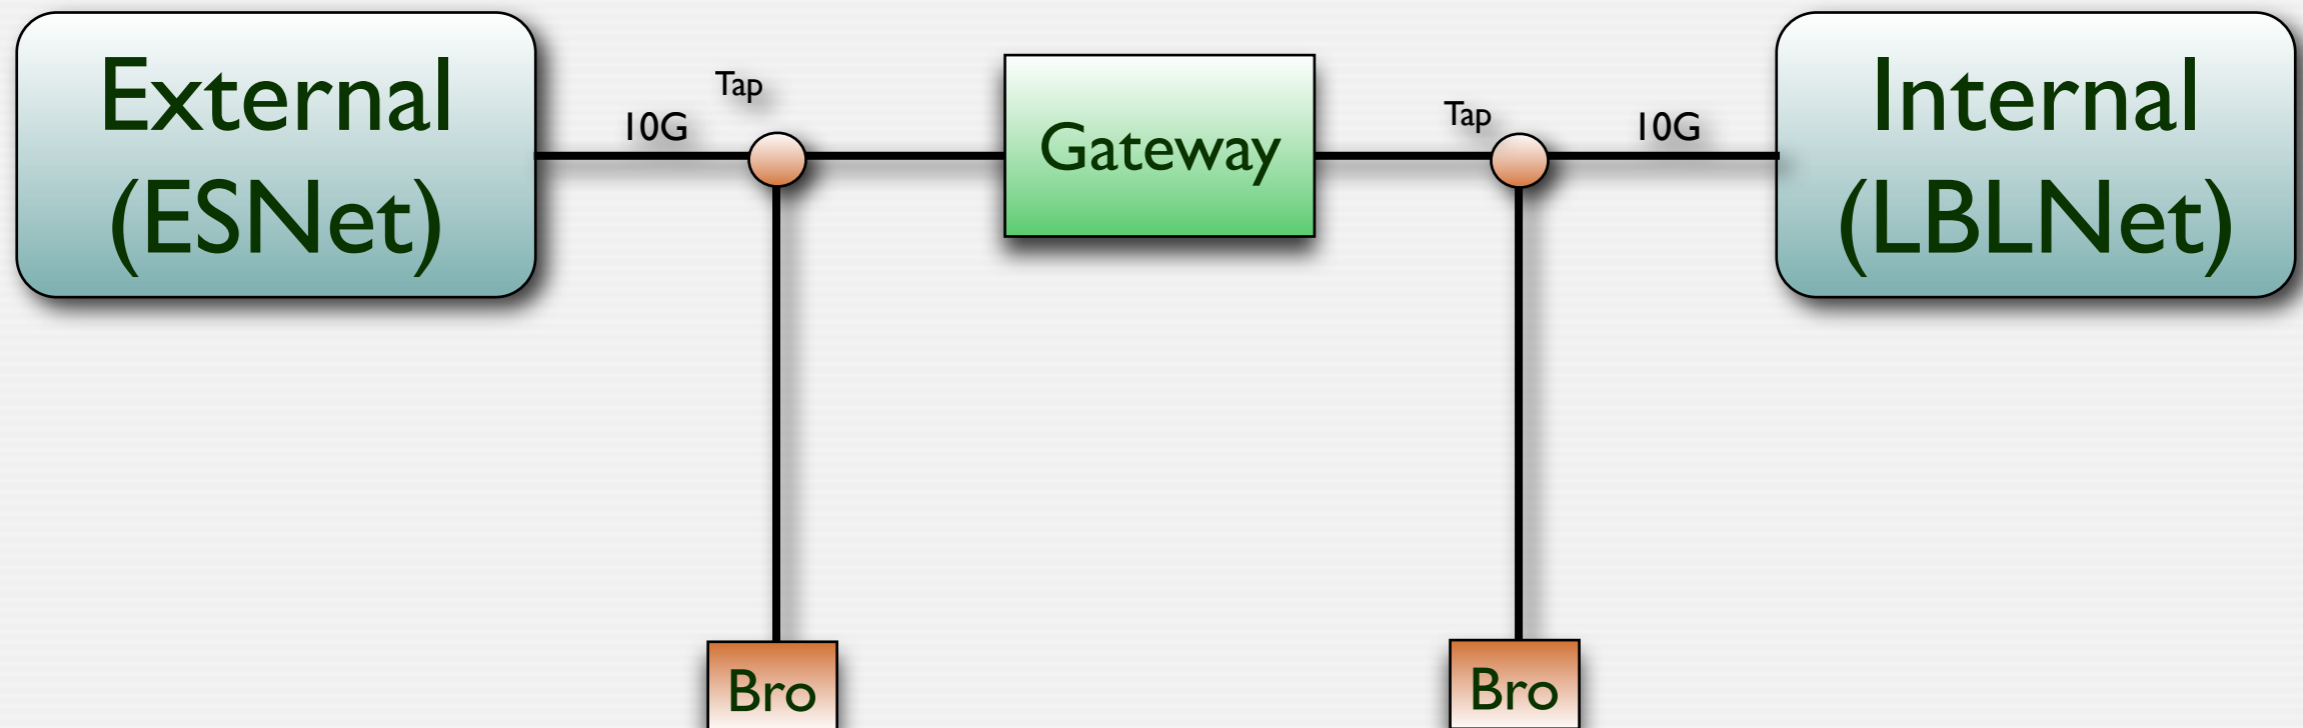 External
(ESNet)
10G
Tap
Gateway
Tap
10G
Internal
(LBLNet)
Bro
Bro